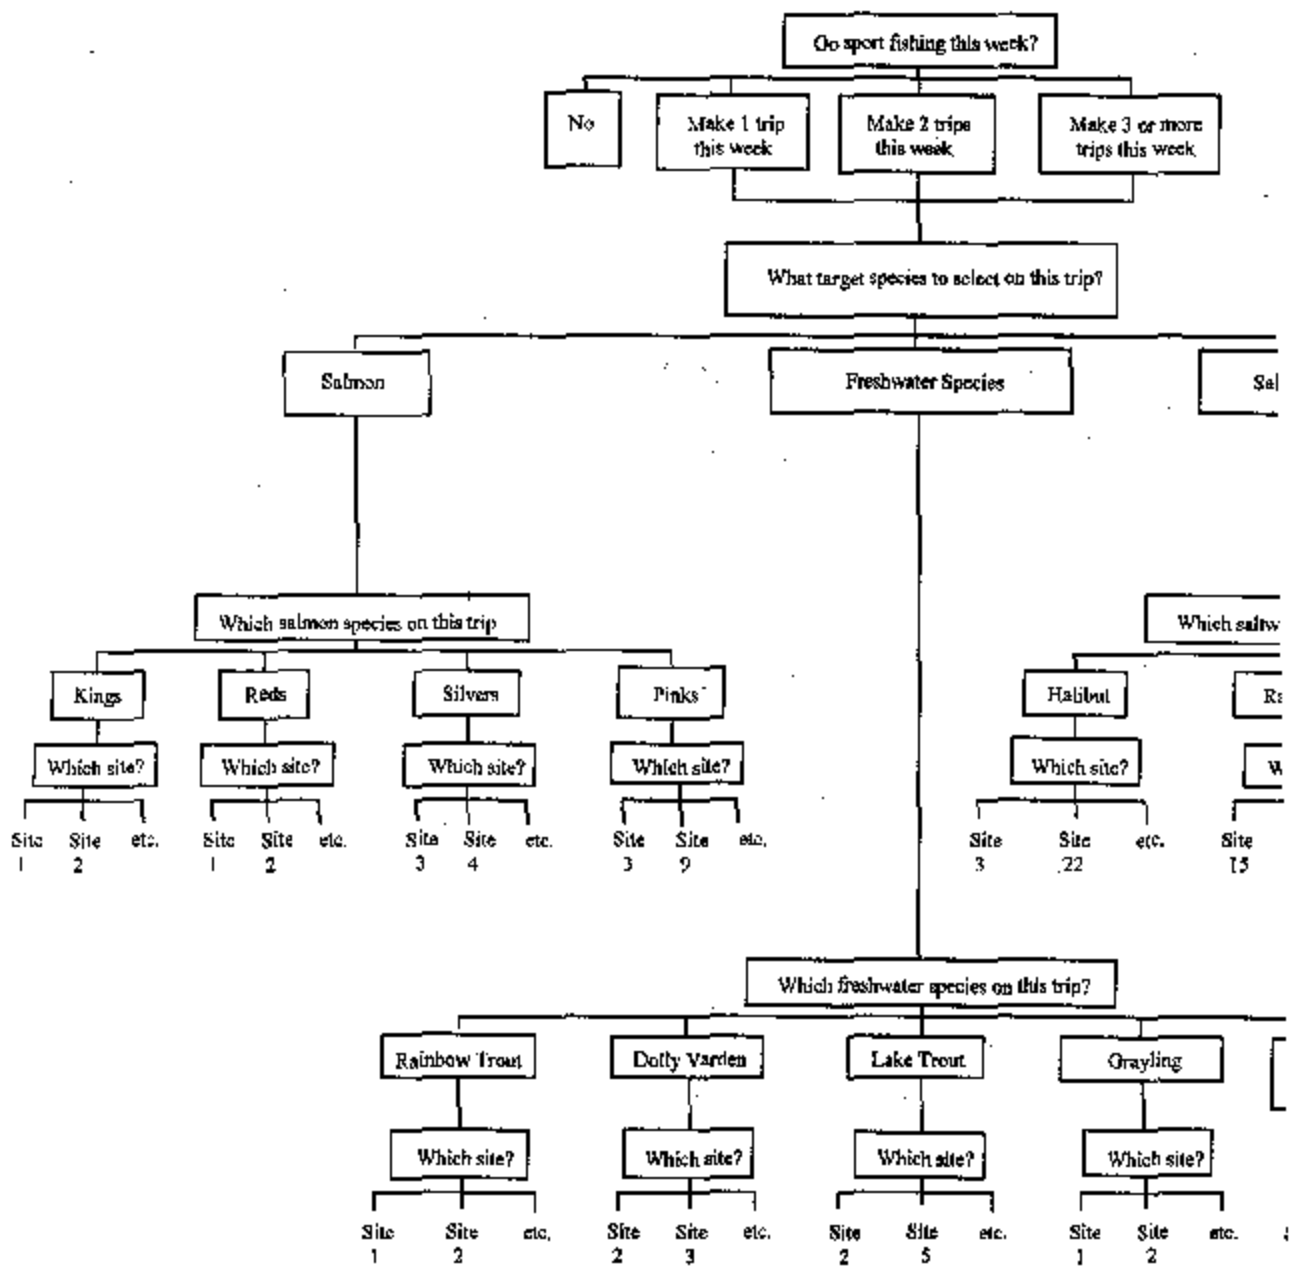 Go sport fishing this week?
No
Make 1 trip
this week
Make 2 trips
this week
Make 3 or more
trips this week
What target species to select on this trip?
Salmon
Freshwater Species
Sal
Which salmon species on this trip
Which saltw
Kings
Reds
Silvers
Pinks
Halibut
Ra
Which site?
Which site?
Which site?
Which site?
Which site?
W
Site
1
Site
2
etc.
Site
1
Site
2
etc.
Site
3
Site
4
etc.
Site
3
Site
9
etc.
Site
3
Site
22
etc.
Site
15
Which freshwater species on this trip?
Rainbow Trout
Dolly Varden
Lake Trout
Grayling
Which site?
Which site?
Which site?
Which site?
Site
1
Site
2
etc.
Site
2
Site
3
etc.
Site
2
Site
5
etc.
Site
1
Site
2
etc.